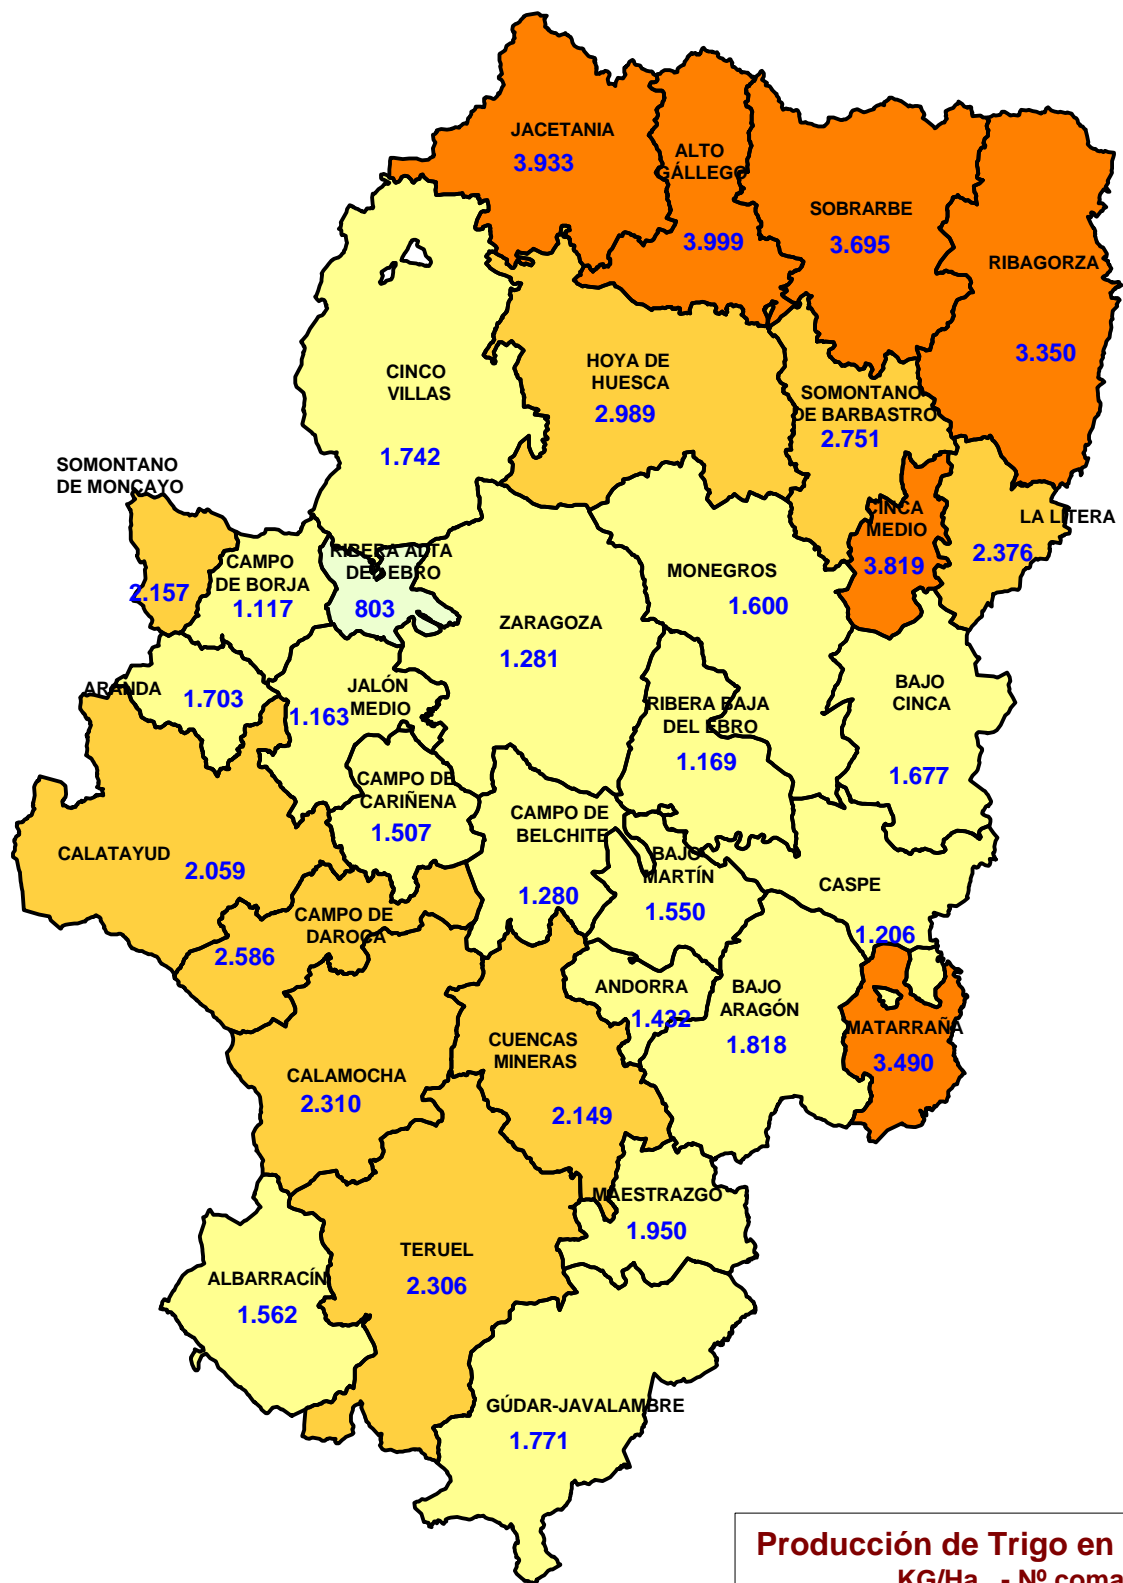 JACETANIA
3.933
ALTO
GÁLLEGO
3.999
SOBRARBE
3.695
RIBAGORZA
3.350
CINCO
VILLAS
1.742
HOYA DE
HUESCA
2.989
SOMONTANO
DE BARBASTRO
2.751
SOMONTANO
DE MONCAYO
2.157
CAMPO
DE BORJA
1.117
RIBERA ALTA
DEL EBRO
803
CINCA
MEDIO
3.819
LA LITERA
2.376
MONEGROS
1.600
ZARAGOZA
1.281
ARANDA
1.703
JALÓN
MEDIO
1.163
RIBERA BAJA
DEL EBRO
1.169
BAJO
CINCA
1.677
CAMPO DE
CARIÑENA
1.507
CAMPO DE
BELCHITE
1.280
CALATAYUD
2.059
BAJO
MARTÍN
1.550
CASPE
1.206
CAMPO DE
DAROCA
2.586
ANDORRA
1.432
BAJO
ARAGÓN
1.818
MATARRAÑA
3.490
CUENCAS
MINERAS
2.149
CALAMOCHA
2.310
MAESTRAZGO
1.950
TERUEL
2.306
ALBARRACÍN
1.562
GÚDAR-JAVALAMBRE
1.771
Producción de Trigo en
KG/Ha. - Nº coma